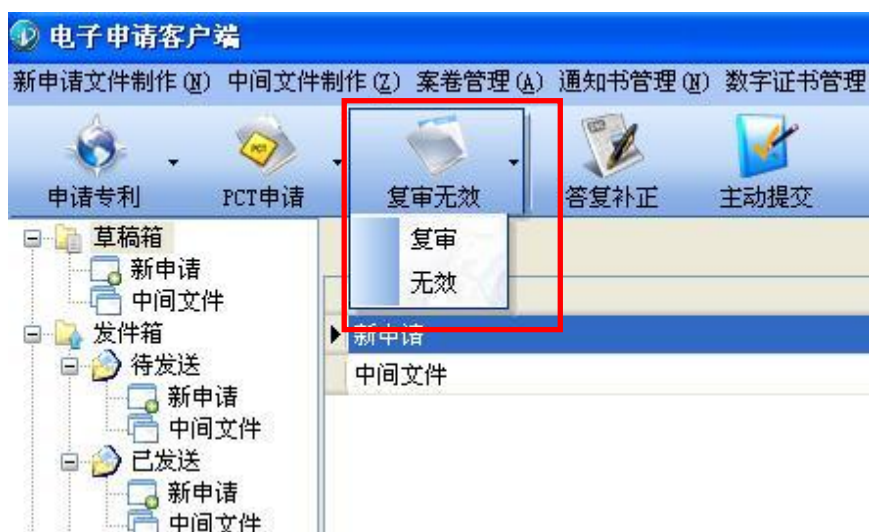 电子申请客户端
新申请文件制作(N) 中间文件制作(Z) 案卷管理(A) 通知书管理(N) 数字证书管理
PCT
申请专利 PCT申请 复审无效 答复补正 主动提交
复审
无效
草稿箱
新申请
中间文件
发件箱
待发送
新申请
中间文件
已发送
新申请
中间文件
新申请
中间文件